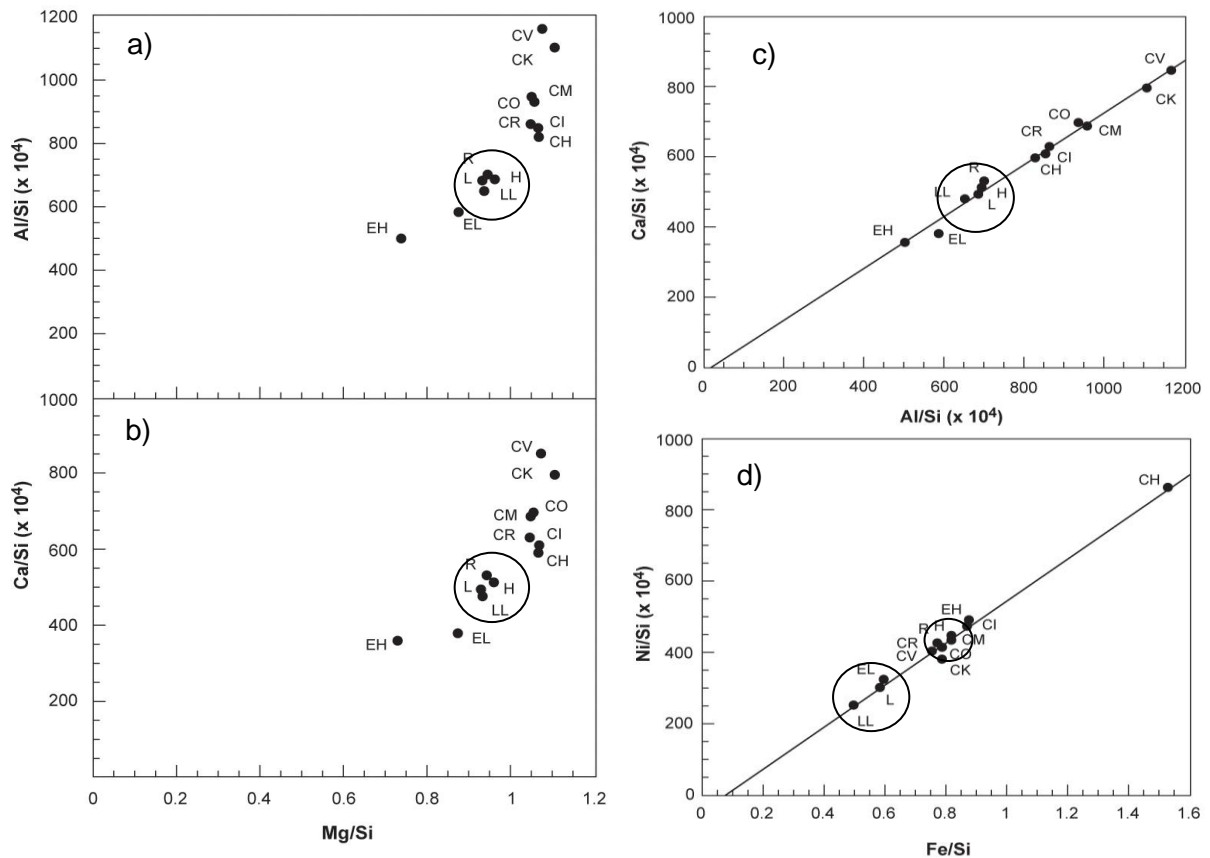 a)
1200
1000
800
600
400
200
Al/Si (x 10⁴)
CV
CK
CM
CO
CR
CI
CH
R
L
H
LL
EL
EH
b)
1000
800
600
400
200
Ca/Si (x 10⁴)
CV
CK
CO
CM
CR
CI
CH
R
L
H
LL
EH
EL
0
0.2
0.4
0.6
0.8
1
1.2
Mg/Si
c)
1000
800
600
400
200
0
Ca/Si (x 10⁴)
CV
CK
CO
CM
CR
CI
CH
R
LL
H
L
EH
EL
0
200
400
600
800
1000
1200
Al/Si (x 10⁴)
d)
1000
800
600
400
200
0
Ni/Si (x 10⁴)
CH
EH
CI
R
H
CM
CR
CO
CV
CK
EL
L
LL
0
0.2
0.4
0.6
0.8
1
1.2
1.4
1.6
Fe/Si